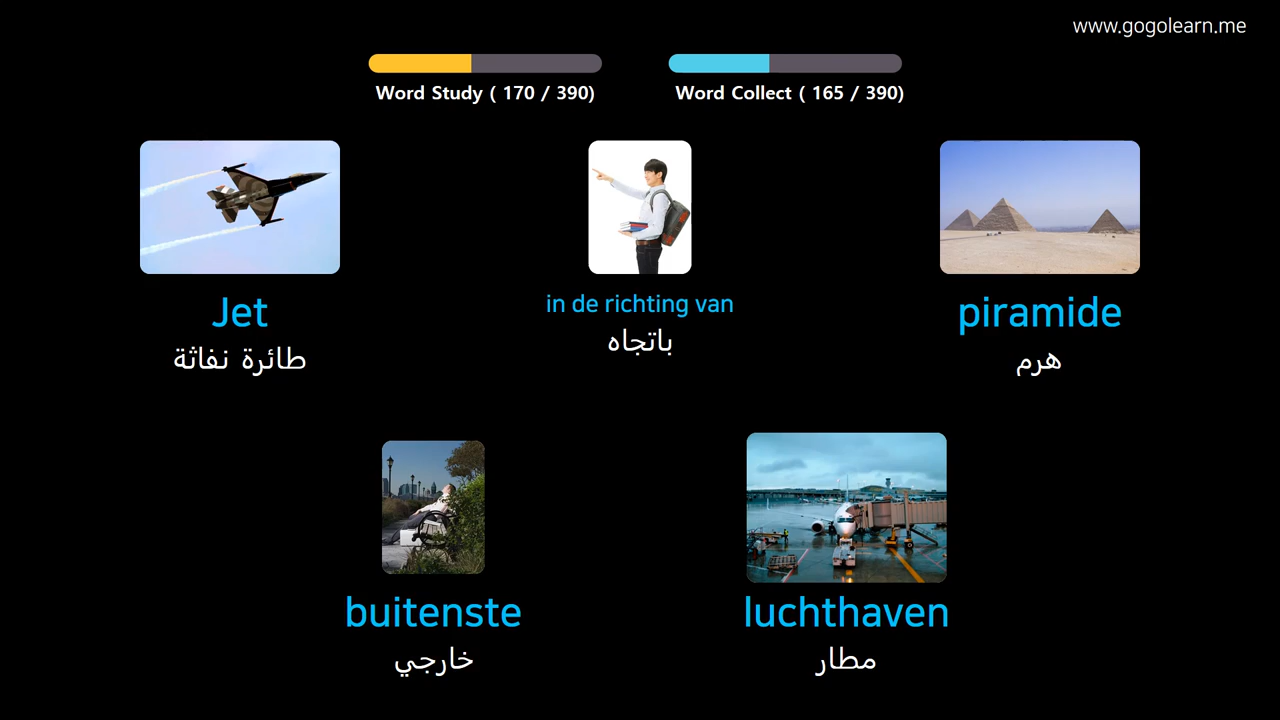 www.gogolearn.me
Word Study ( 170 / 390)
Word Collect ( 165 / 390)
Jet
طائرة نفاثة
in de richting van
باتجاه
piramide
هرم
buitenste
خارجي
luchthaven
مطار